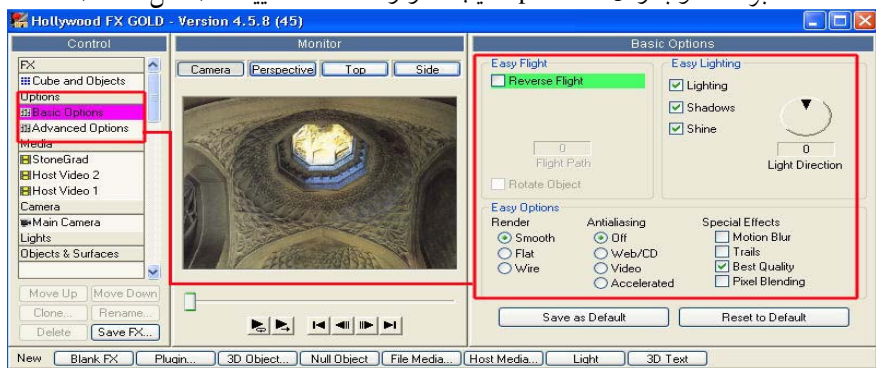 Hollywood FX GOLD - Version 4.5.8 (45)
Control
FX
Cube and Objects
Options
Basic Options
Advanced Options
Media
StoneGrad
Host Video 2
Host Video 1
Camera
Main Camera
Lights
Objects & Surfaces
Move Up Move Down
Clone... Rename...
Delete Save FX...
Monitor
Camera Perspective Top Side
Basic Options
Easy Flight
Reverse Flight
0
Flight Path
Rotate Object
Easy Lighting
Lighting
Shadows
Shine
0
Light Direction
Easy Options
Render
Smooth
Flat
Wire
Antialiasing
Off
Web/CD
Video
Accelerated
Special Effects
Motion Blur
Trails
Best Quality
Pixel Blending
Save as Default Reset to Default
New Blank FX Plugin... 3D Object... Null Object File Media... Host Media... Light 3D Text